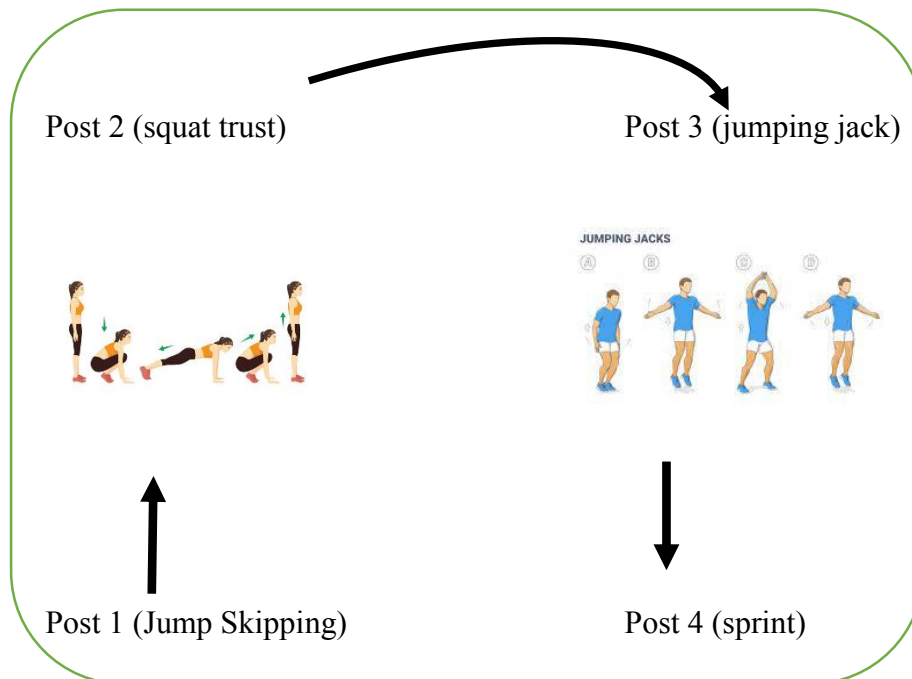 Post 2 (squat trust)
Post 3 (jumping jack)
JUMPING JACKS
A
B
C
D
Post 1 (Jump Skipping)
Post 4 (sprint)